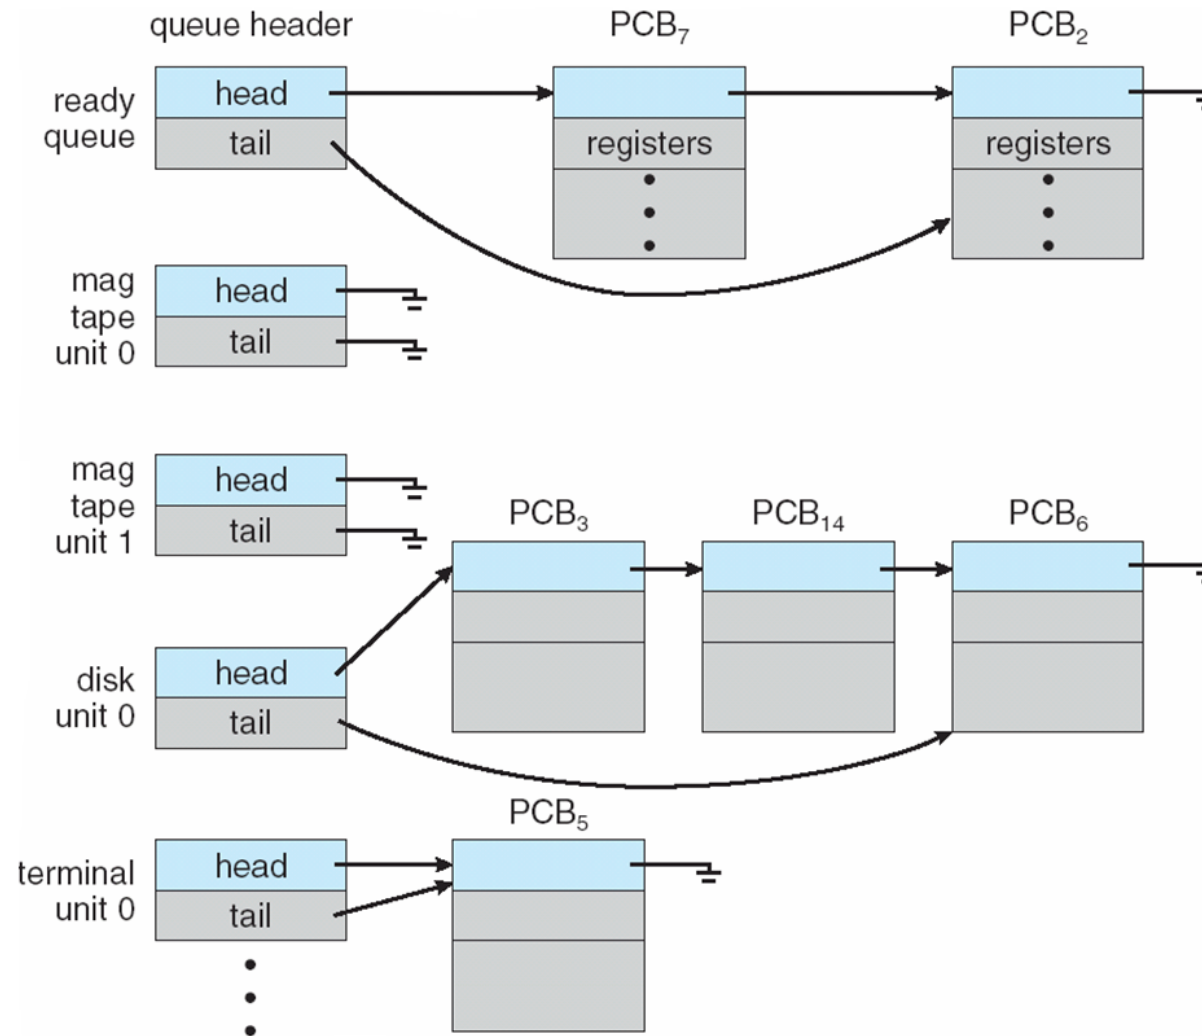 queue header
PCB7
PCB2
ready
queue
head
tail
registers
registers
mag
tape
unit 0
head
tail
mag
tape
unit 1
head
tail
PCB3
PCB14
PCB6
disk
unit 0
head
tail
PCB5
terminal
unit 0
head
tail